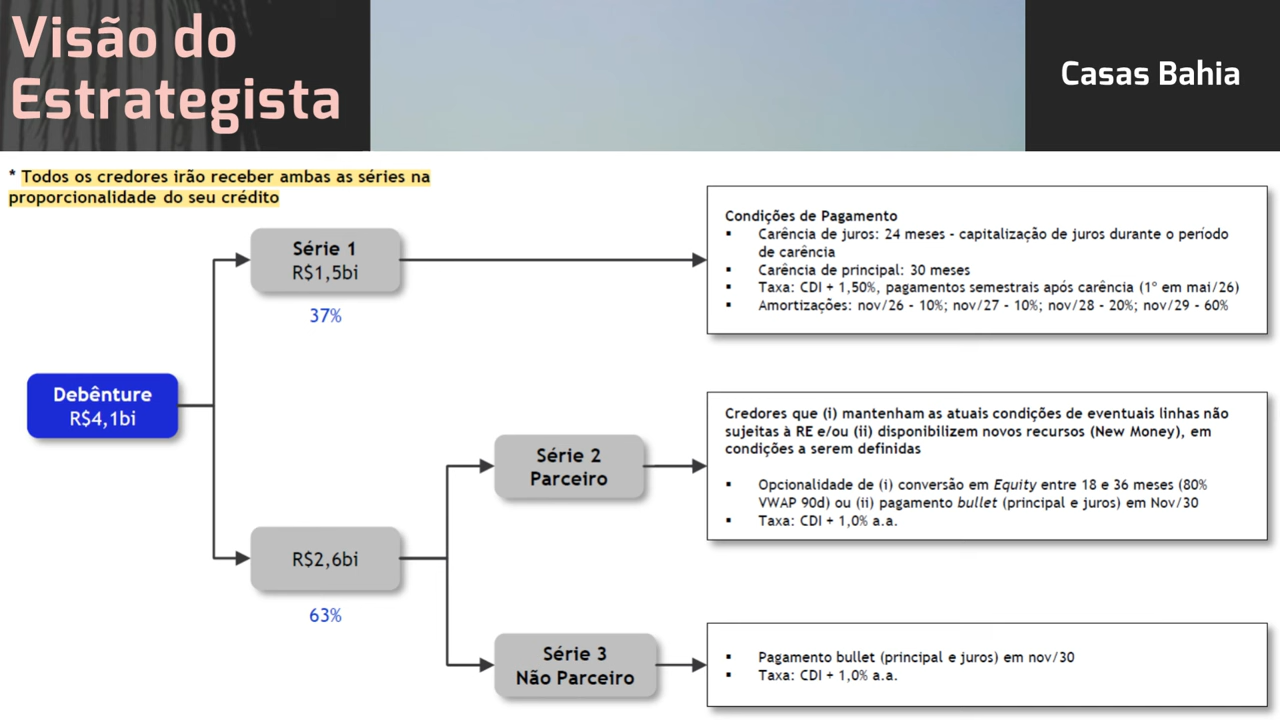 Visão do
Estrategista
Casas Bahia
* Todos os credores irão receber ambas as séries na
proporcionalidade do seu crédito
Série 1
R$1,5bi
37%
Condições de Pagamento
▪ Carência de juros: 24 meses - capitalização de juros durante o período
de carência
▪ Carência de principal: 30 meses
▪ Taxa: CDI + 1,50%, pagamentos semestrais após carência (1º em mai/26)
▪ Amortizações: nov/26 - 10%; nov/27 - 10%; nov/28 - 20%; nov/29 - 60%
Debênture
R$4,1bi
Série 2
Parceiro
Credores que (i) mantenham as atuais condições de eventuais linhas não
sujeitas à RE e/ou (ii) disponibilizem novos recursos (New Money), em
condições a serem definidas
▪ Opcionalidade de (i) conversão em Equity entre 18 e 36 meses (80%
VWAP 90d) ou (ii) pagamento bullet (principal e juros) em Nov/30
▪ Taxa: CDI + 1,0% a.a.
R$2,6bi
63%
Série 3
Não Parceiro
▪ Pagamento bullet (principal e juros) em nov/30
▪ Taxa: CDI + 1,0% a.a.